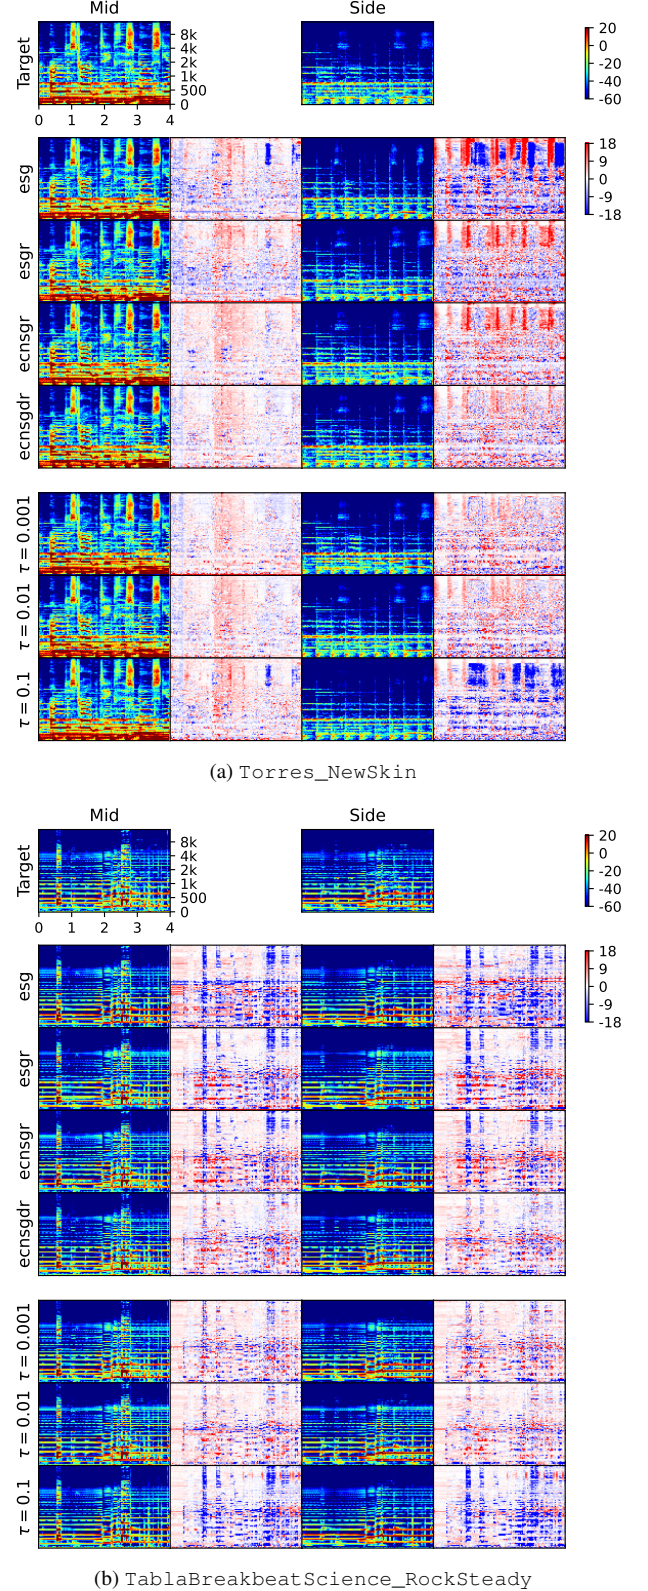 Mid Side
Target
8k
4k
2k
1k
500
0
0 1 2 3 4
20
0
-20
-40
-60
esg
18
9
-0
-9
-18
esgr
ecnsgr
ecnsgdr
τ = 0.001
τ = 0.01
τ = 0.1
(a) Torres_NewSkin
Mid Side
Target
8k
4k
2k
1k
500
0
0 1 2 3 4
20
0
-20
-40
-60
esg
18
9
-0
-9
-18
esgr
ecnsgr
ecnsgdr
τ = 0.001
τ = 0.01
τ = 0.1
(b) TablaBreakbeatScience_RockSteady